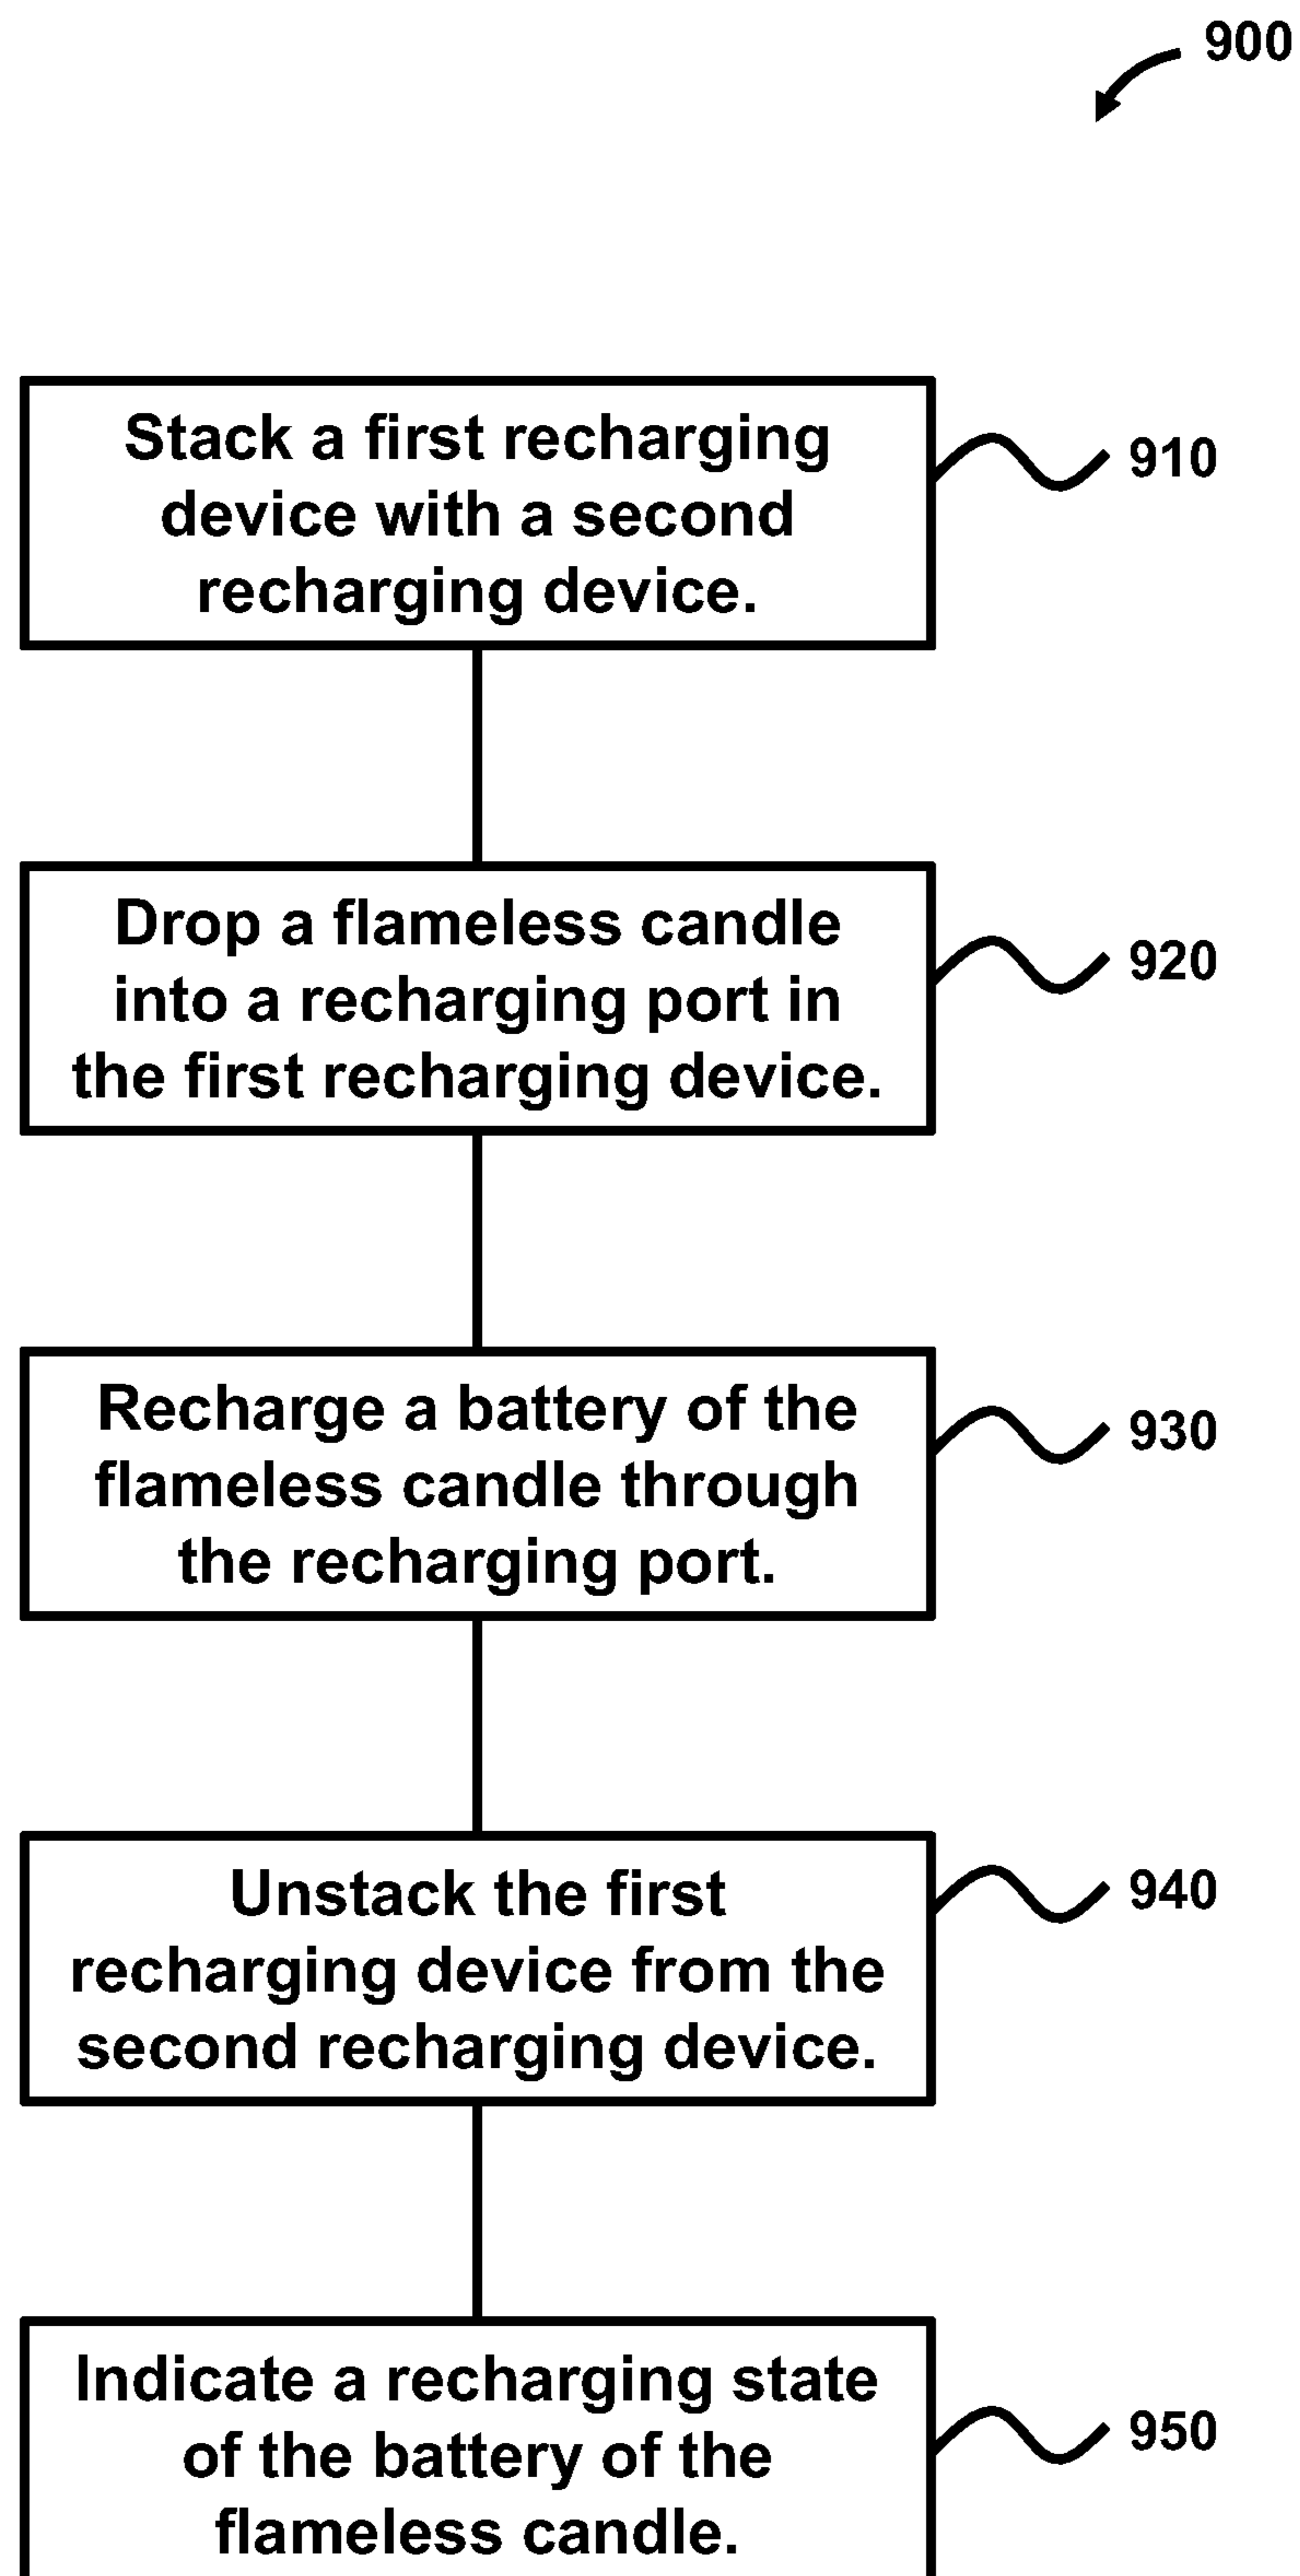 900
Stack a first recharging
device with a second
recharging device.
910
Drop a flameless candle
into a recharging port in
the first recharging device.
920
Recharge a battery of the
flameless candle through
the recharging port.
930
Unstack the first
recharging device from the
second recharging device.
940
Indicate a recharging state
of the battery of the
flameless candle.
950